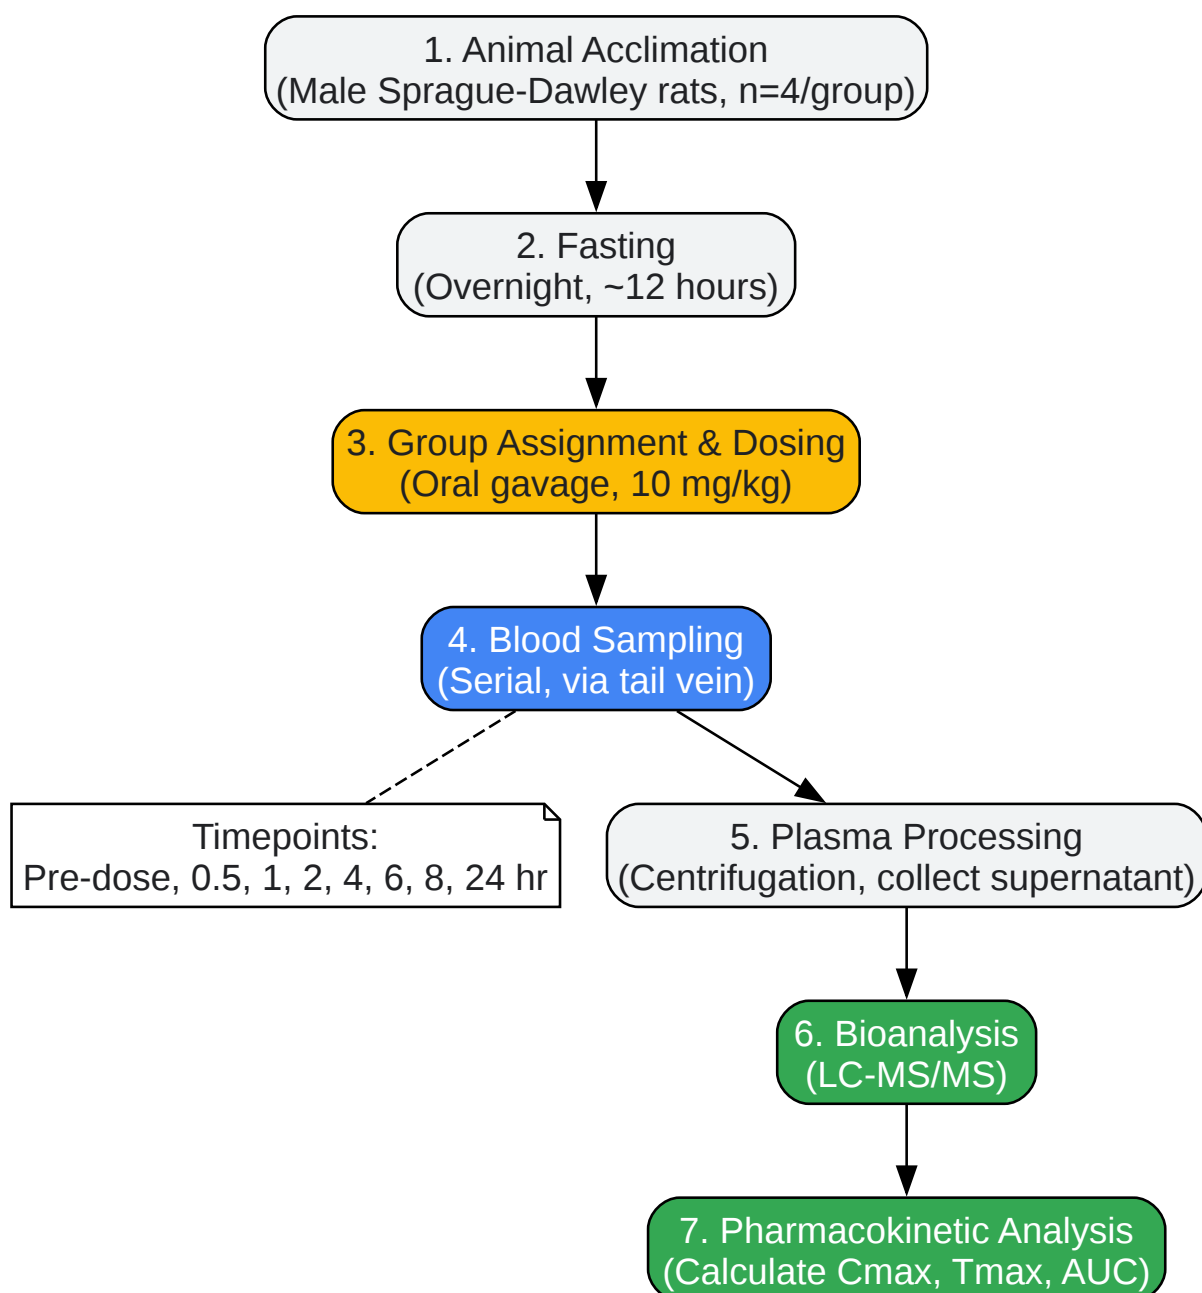 1. Animal Acclimation
(Male Sprague-Dawley rats, n=4/group)
2. Fasting
(Overnight, ~12 hours)
3. Group Assignment & Dosing
(Oral gavage, 10 mg/kg)
4. Blood Sampling
(Serial, via tail vein)
Timepoints:
Pre-dose, 0.5, 1, 2, 4, 6, 8, 24 hr
5. Plasma Processing
(Centrifugation, collect supernatant)
6. Bioanalysis
(LC-MS/MS)
7. Pharmacokinetic Analysis
(Calculate Cmax, Tmax, AUC)